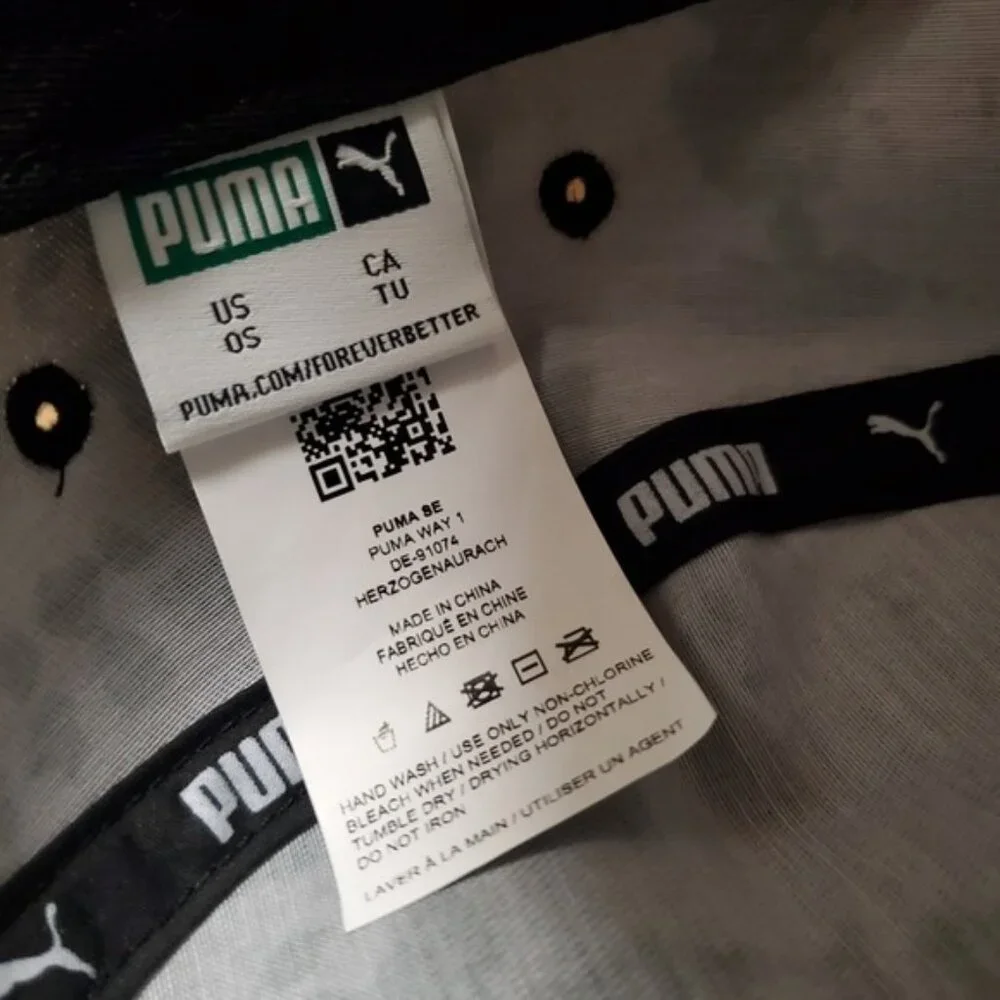 PUMA
US CA
OS TU
PUMA.COM/FOREVERBETTER
PUMA SE
PUMA WAY 1
DE-91074
HERZOGENAURACH
MADE IN CHINA
FABRIQUÉ EN CHINE
HECHO EN CHINA
HAND WASH / USE ONLY NON-CHLORINE
BLEACH WHEN NEEDED / DO NOT
TUMBLE DRY / DRYING HORIZONTALLY /
DO NOT IRON
LAVER À LA MAIN / UTILISER UN AGENT
PUMA
PUM